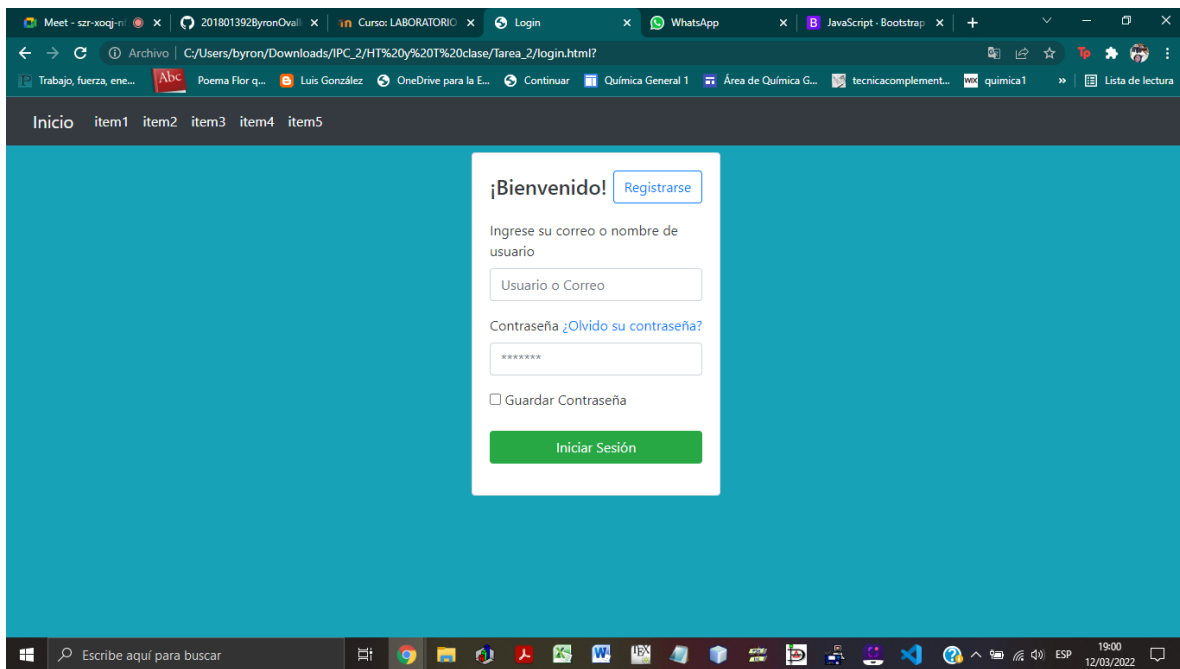 Meet - szr-xoqj-nf
201801392ByronOvall
Curso: LABORATORIO
Login
WhatsApp
JavaScript · Bootstrap
Archivo | C:/Users/byron/Downloads/IPC_2/HT%20y%20T%20clase/Tarea_2/login.html?
Trabajo, fuerza, ene...
Abc
Poema Flor q...
Luis González
OneDrive para la E...
Continuar
Química General 1
Área de Química G...
tecnicacomplement...
WIX
quimica1
»
Lista de lectura
Inicio item1 item2 item3 item4 item5
¡Bienvenido! Registrarse
Ingrese su correo o nombre de
usuario
Usuario o Correo
Contraseña ¿Olvido su contraseña?
*******
Guardar Contraseña
Iniciar Sesión
Escribe aquí para buscar
ESP
19:00
12/03/2022